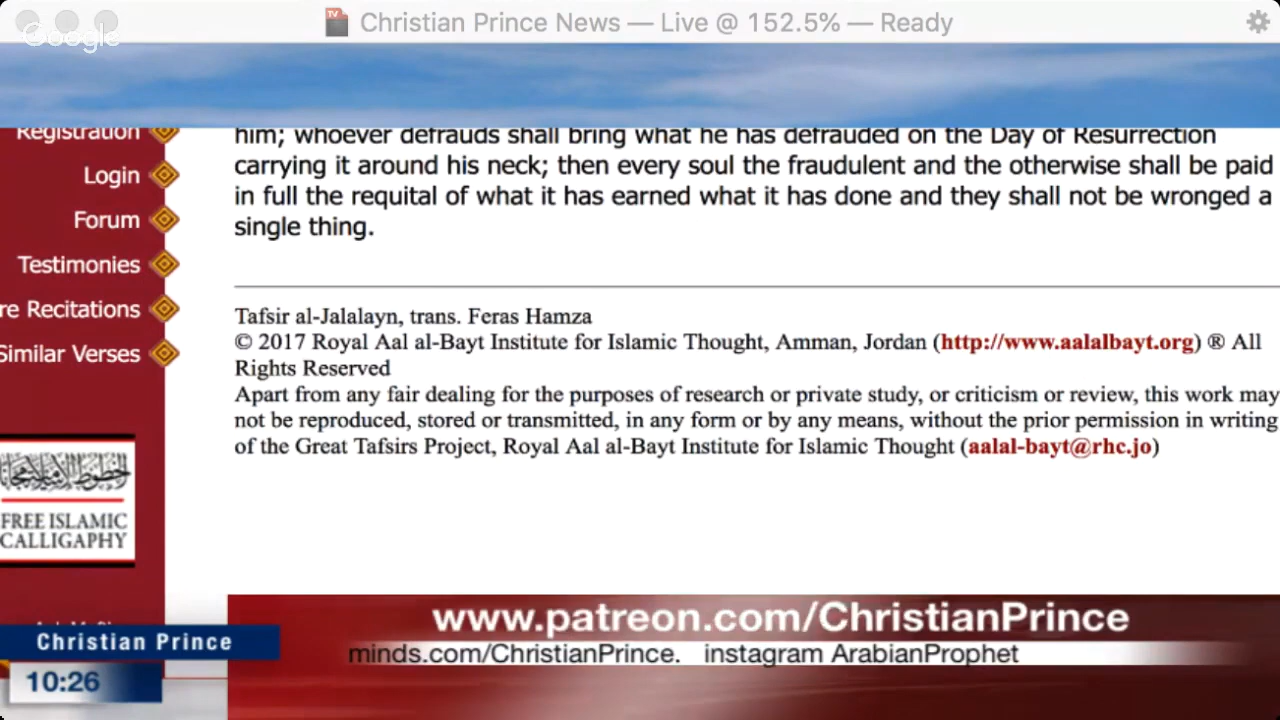 Christian Prince News — Live @ 152.5% — Ready
Google
him; whoever defrauds shall bring what he has defrauded on the Day of Resurrection
carrying it around his neck; then every soul the fraudulent and the otherwise shall be paid
in full the requital of what it has earned what it has done and they shall not be wronged a
single thing.
Registration
Login
Forum
Testimonies
re Recitations
Similar Verses
Tafsir al-Jalalayn, trans. Feras Hamza
© 2017 Royal Aal al-Bayt Institute for Islamic Thought, Amman, Jordan (http://www.aalalbayt.org) ® All
Rights Reserved
Apart from any fair dealing for the purposes of research or private study, or criticism or review, this work may
not be reproduced, stored or transmitted, in any form or by any means, without the prior permission in writing
of the Great Tafsirs Project, Royal Aal al-Bayt Institute for Islamic Thought (aalal-bayt@rhc.jo)
FREE ISLAMIC
CALLIGAPHY
www.patreon.com/ChristianPrince
minds.com/ChristianPrince. instagram ArabianProphet
Christian Prince
10:26